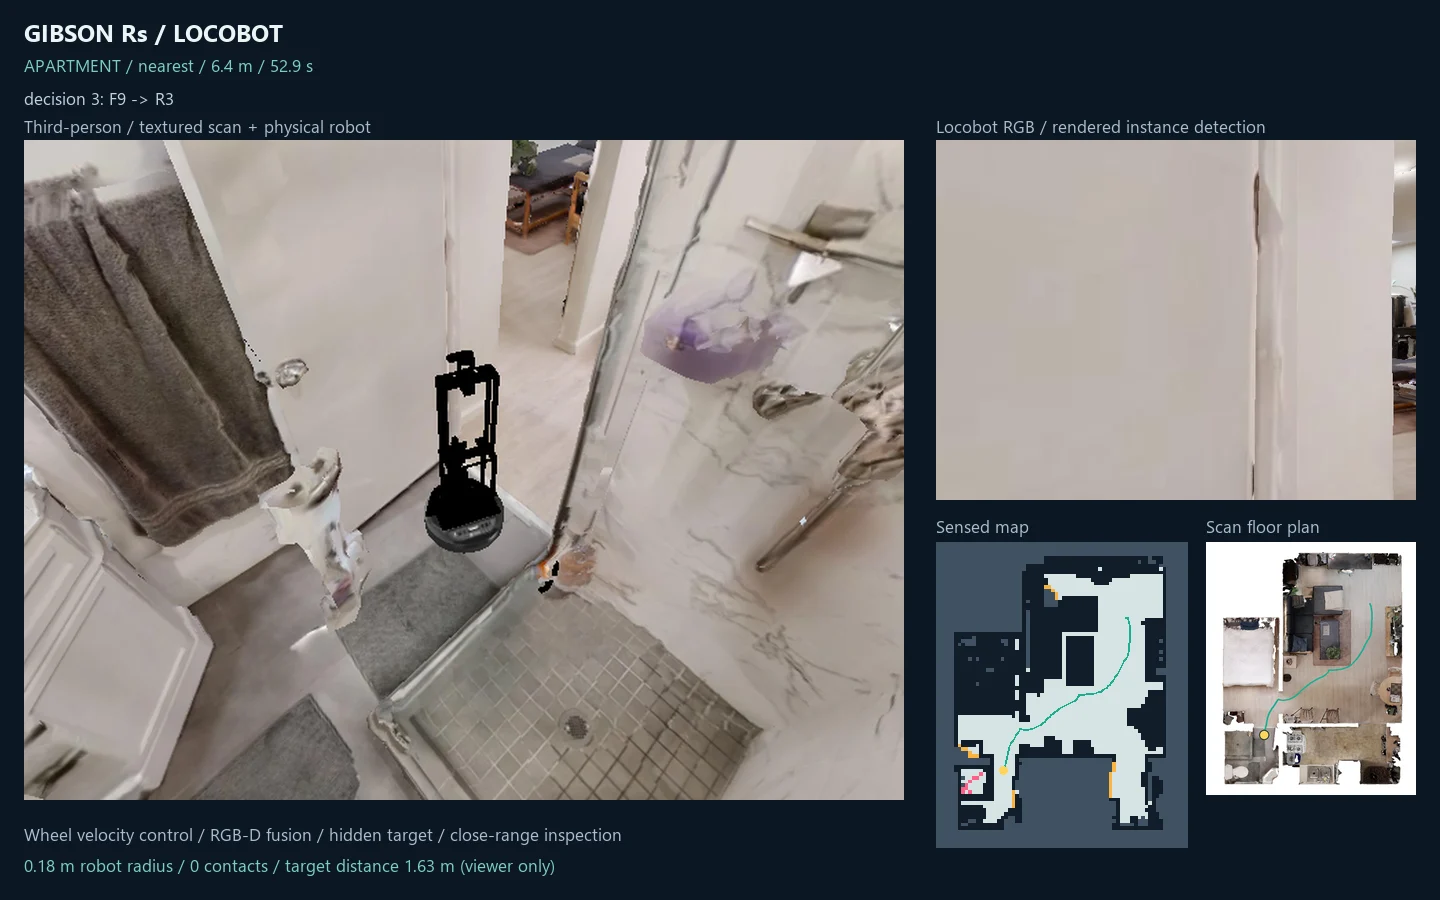 GIBSON Rs / LOCOBOT
APARTMENT / nearest / 6.4 m / 52.9 s
decision 3: F9 -> R3
Third-person / textured scan + physical robot
Locobot RGB / rendered instance detection
Sensed map
Scan floor plan
Wheel velocity control / RGB-D fusion / hidden target / close-range inspection
0.18 m robot radius / 0 contacts / target distance 1.63 m (viewer only)